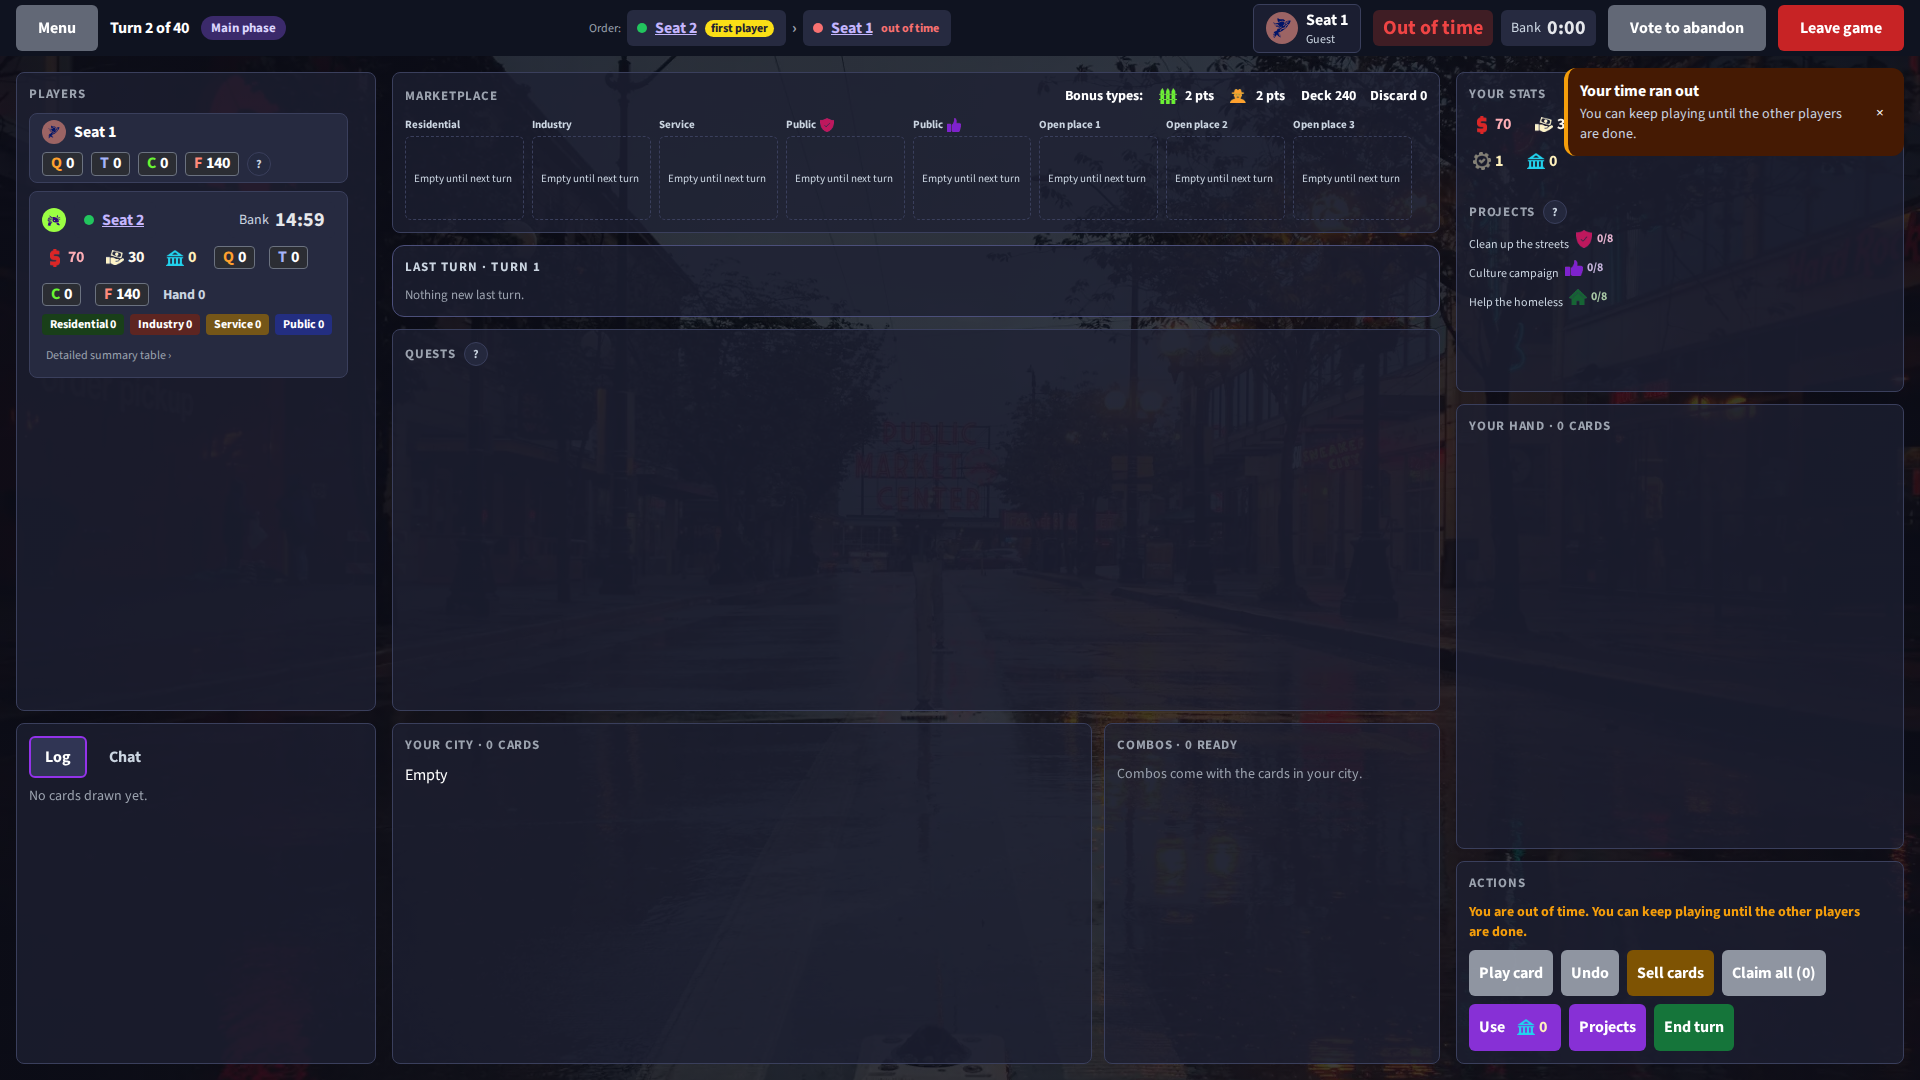 Menu
Turn 2 of 40
Main phase
Order:
Seat 2 first player › Seat 1 out of time
Seat 1
Guest
Out of time
Bank 0:00
Vote to abandon
Leave game
PLAYERS
Seat 1
Q 0 T 0 C 0 F 140 ?
Seat 2
Bank 14:59
70 30 0 Q 0 T 0
C 0 F 140 Hand 0
Residential 0 Industry 0 Service 0 Public 0
Detailed summary table ›
MARKETPLACE
Bonus types: 2 pts 2 pts Deck 240 Discard 0
Residential Industry Service Public Public Open place 1 Open place 2 Open place 3
Empty until next turn Empty until next turn Empty until next turn Empty until next turn Empty until next turn Empty until next turn Empty until next turn Empty until next turn
LAST TURN · TURN 1
Nothing new last turn.
QUESTS ?
YOUR STATS
$ 70 3
1 0
Your time ran out
You can keep playing until the other players
are done.
×
PROJECTS ?
Clean up the streets 0/8
Culture campaign 0/8
Help the homeless 0/8
YOUR HAND · 0 CARDS
Log Chat
No cards drawn yet.
YOUR CITY · 0 CARDS
Empty
COMBOS · 0 READY
Combos come with the cards in your city.
ACTIONS
You are out of time. You can keep playing until the other players
are done.
Play card Undo Sell cards Claim all (0)
Use 0 Projects End turn